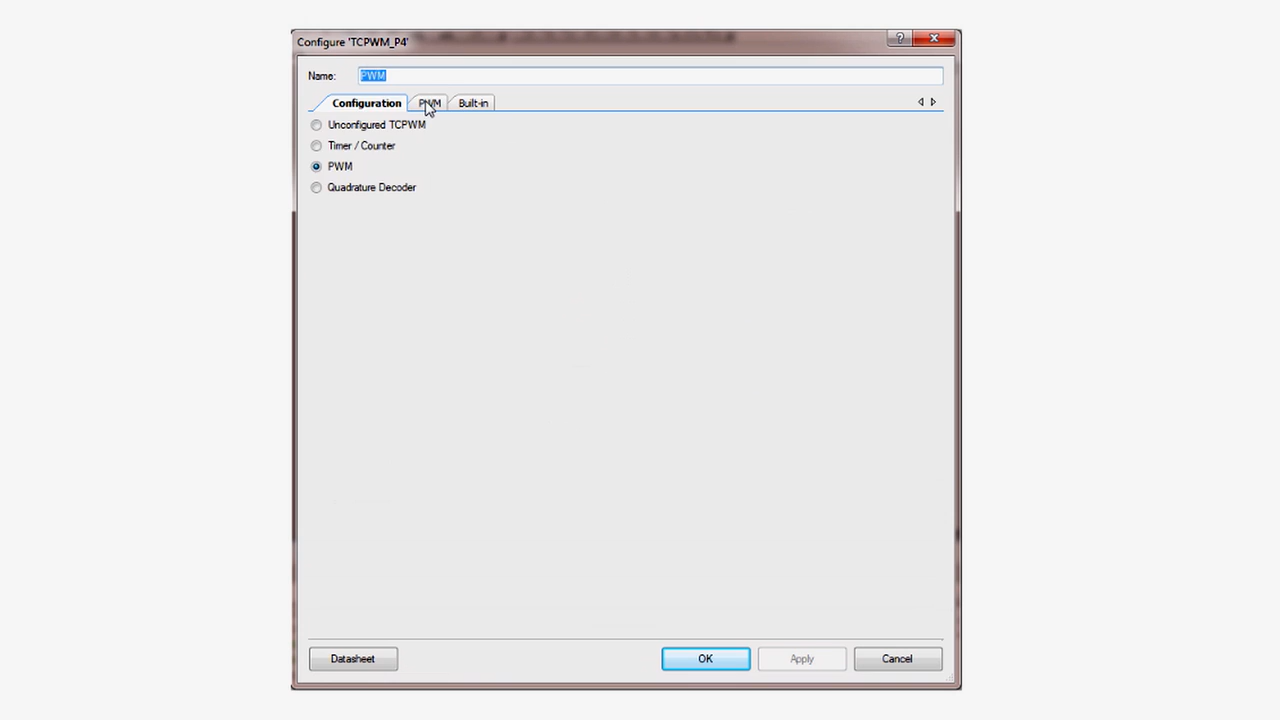 Configure 'TCPWM_P4'
Name: PWM
Configuration PWM Built-in
Unconfigured TCPWM
Timer / Counter
PWM
Quadrature Decoder
Datasheet OK Apply Cancel